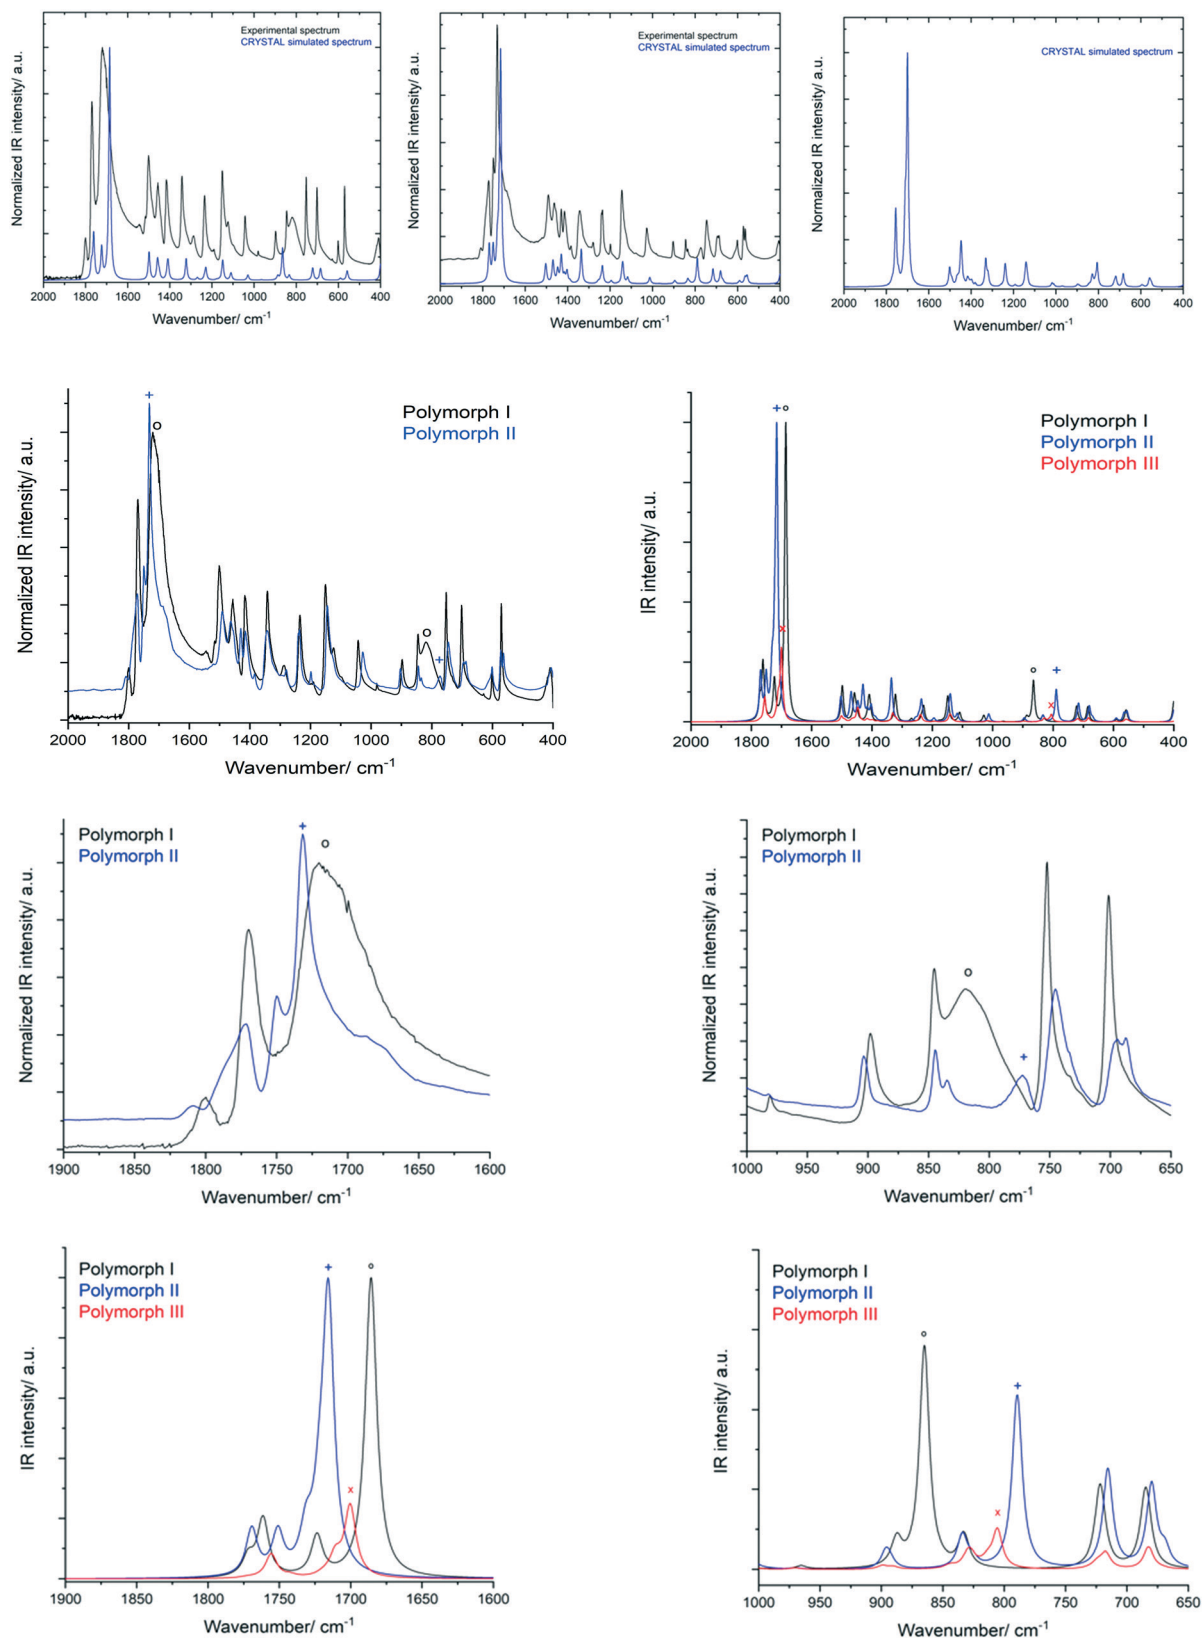 Experimental spectrum
CRYSTAL simulated spectrum
Normalized IR intensity/ a.u.
2000 1800 1600 1400 1200 1000 800 600 400
Wavenumber/ cm-1
Experimental spectrum
CRYSTAL simulated spectrum
Normalized IR intensity/ a.u.
2000 1800 1600 1400 1200 1000 800 600 400
Wavenumber/ cm-1
CRYSTAL simulated spectrum
Normalized IR intensity/ a.u.
2000 1800 1600 1400 1200 1000 800 600 400
Wavenumber/ cm-1
+
o
Polymorph I
Polymorph II
o
+
Normalized IR intensity/ a.u.
2000 1800 1600 1400 1200 1000 800 600 400
Wavenumber/ cm-1
+ o
Polymorph I
Polymorph II
Polymorph III
x
o +
x
IR intensity/ a.u.
2000 1800 1600 1400 1200 1000 800 600 400
Wavenumber/ cm-1
Polymorph I
Polymorph II
+
o
Normalized IR intensity/ a.u.
1900 1850 1800 1750 1700 1650 1600
Wavenumber/ cm-1
Polymorph I
Polymorph II
o
+
Normalized IR intensity/ a.u.
1000 950 900 850 800 750 700 650
Wavenumber/ cm-1
Polymorph I
Polymorph II
Polymorph III
+ o
x
IR intensity/ a.u.
1900 1850 1800 1750 1700 1650 1600
Wavenumber/ cm-1
Polymorph I
Polymorph II
Polymorph III
o
+
x
IR intensity/ a.u.
1000 950 900 850 800 750 700 650
Wavenumber/ cm-1